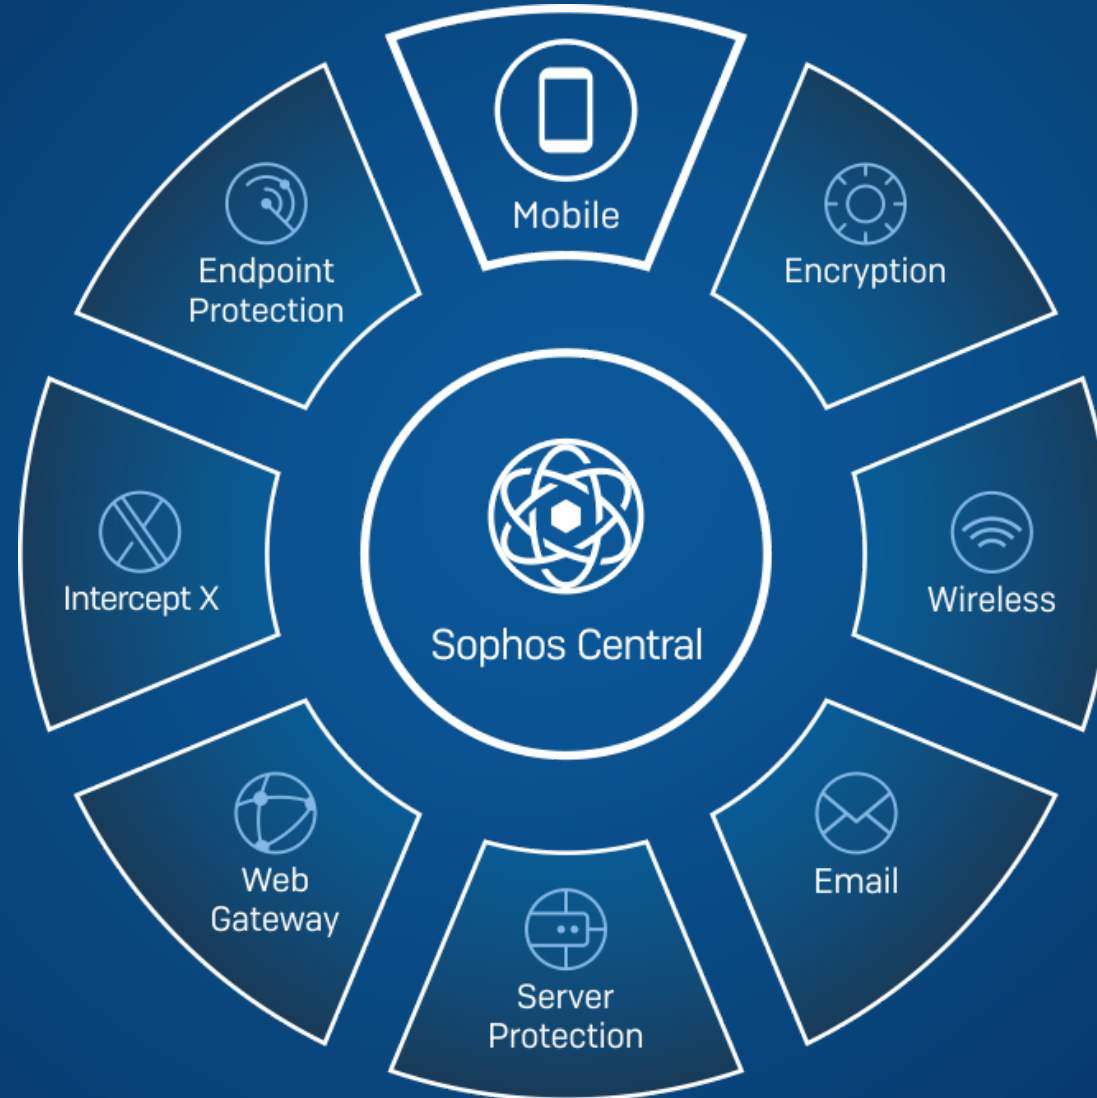 Mobile
Encryption
Endpoint
Protection
Sophos Central
Intercept X
Wireless
Web
Gateway
Email
Server
Protection